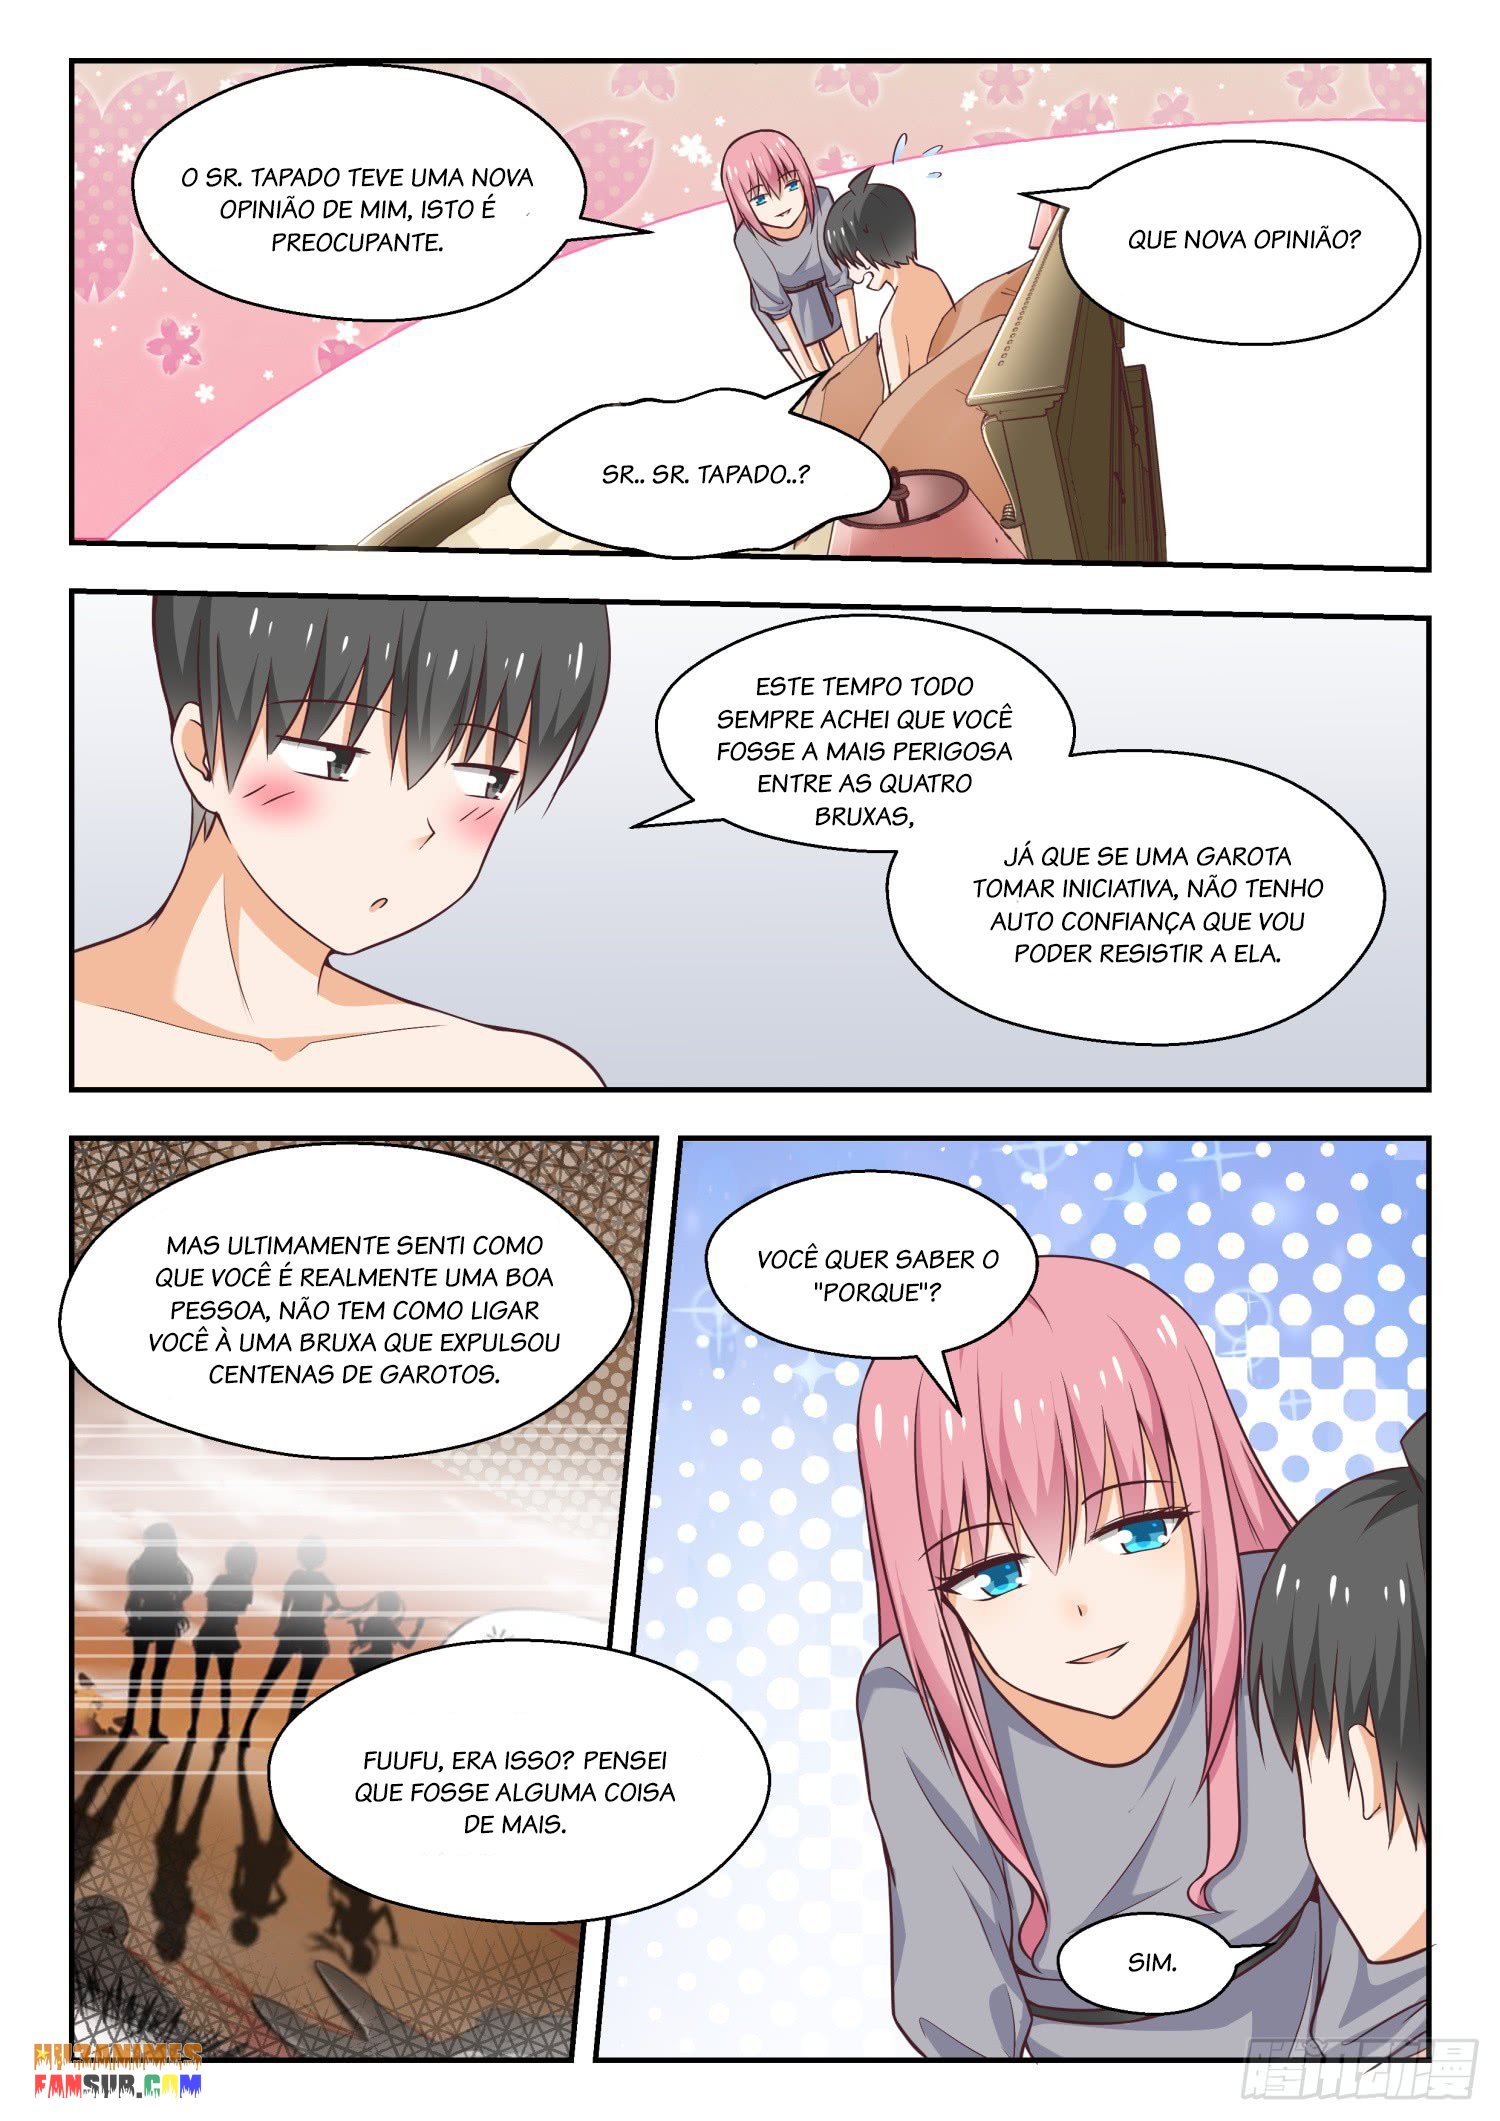 O SR. TAPADO TEVE UMA NOVA
OPINIÃO DE MIM, ISTO É
PREOCUPANTE.
QUE NOVA OPINIÃO?
SR.. SR. TAPADO..?
ESTE TEMPO TODO
SEMPRE ACHEI QUE VOCÊ
FOSSE A MAIS PERIGOSA
ENTRE AS QUATRO
BRUXAS,
JÁ QUE SE UMA GAROTA
TOMAR INICIATIVA, NÃO TENHO
AUTO CONFIANÇA QUE VOU
PODER RESISTIR A ELA.
MAS ULTIMAMENTE SENTI COMO
QUE VOCÊ É REALMENTE UMA BOA
PESSOA, NÃO TEM COMO LIGAR
VOCÊ À UMA BRUXA QUE EXPULSOU
CENTENAS DE GAROTOS.
FUUFU, ERA ISSO? PENSEI
QUE FOSSE ALGUMA COISA
DE MAIS.
VOCÊ QUER SABER O
"PORQUE"?
SIM.
HUZANIMES
FANSUB.COM
腾讯动漫